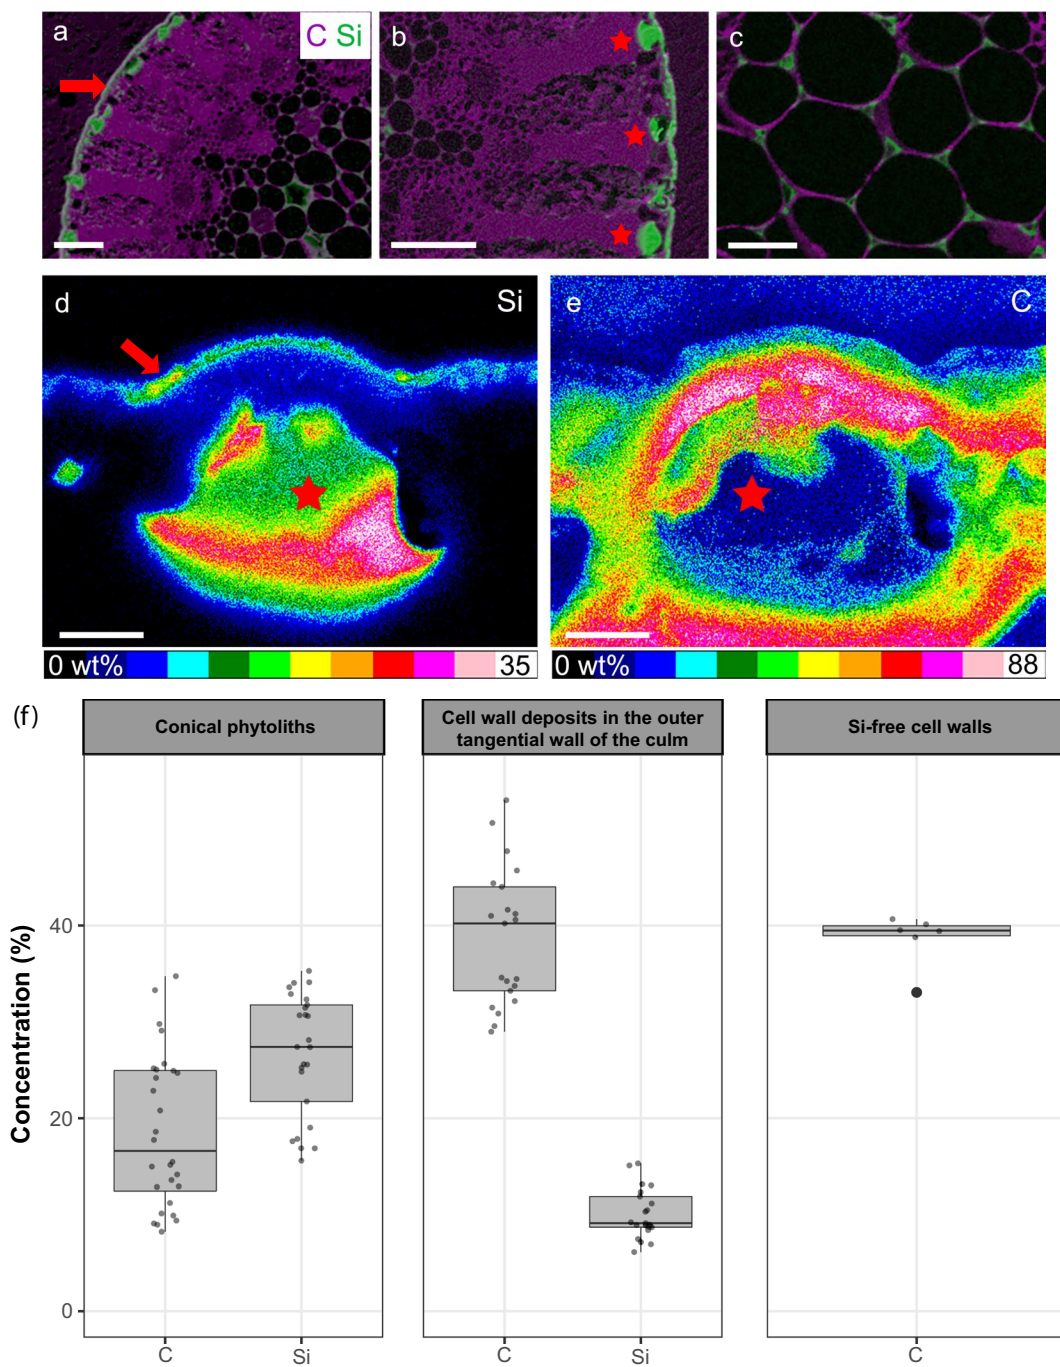 a
C Si
b
c
d
Si
e
C
0 wt%
35
0 wt%
88
(f)
Conical phytoliths
Cell wall deposits in the outer
tangential wall of the culm
Si-free cell walls
Concentration (%)
40
20
0
C
Si
C
Si
C